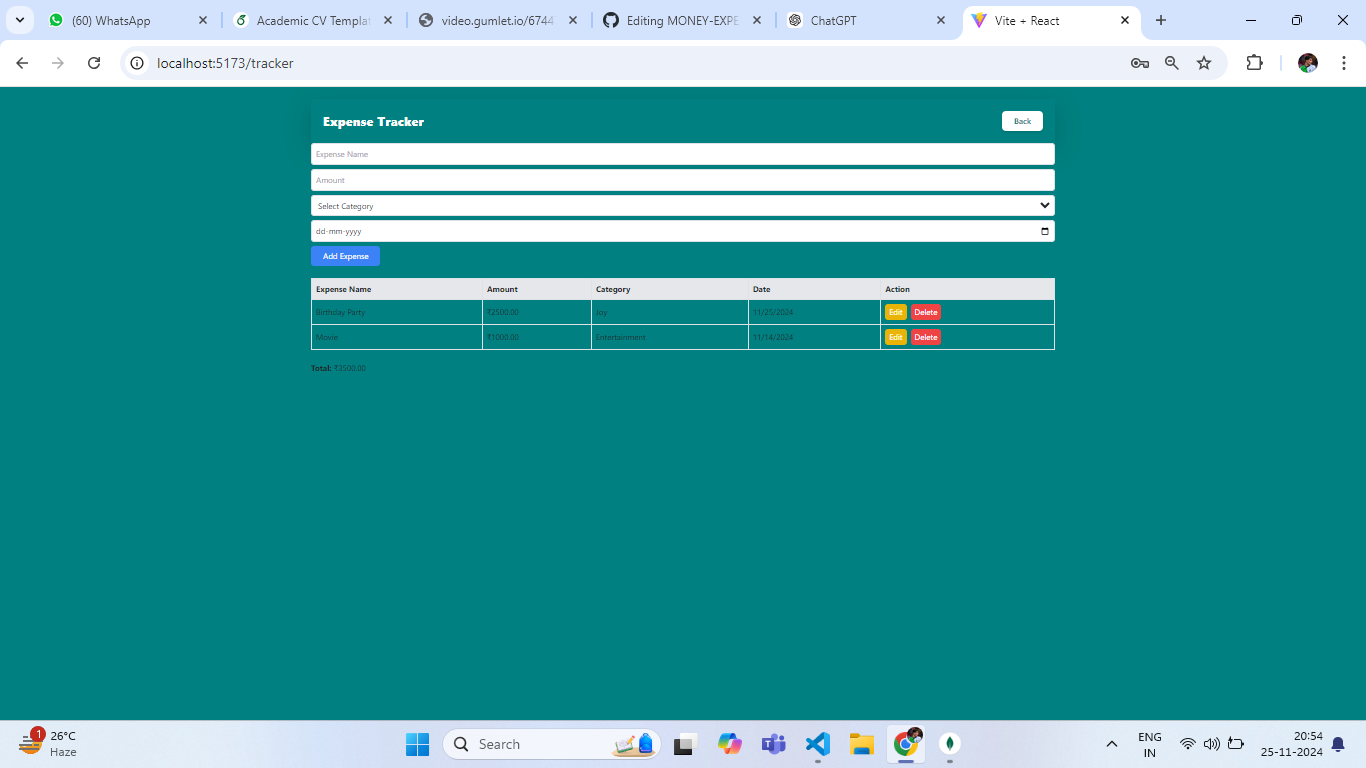 (60) WhatsApp
Academic CV Templat
video.gumlet.io/6744
Editing MONEY-EXPE
ChatGPT
Vite + React
localhost:5173/tracker
Expense Tracker
Back
Expense Name
Amount
Select Category
dd-mm-yyyy
Add Expense
Expense Name Amount Category Date Action
Birthday Party ₹2500.00 Joy 11/25/2024 Edit Delete
Movie ₹1000.00 Entertainment 11/14/2024 Edit Delete
Total: ₹3500.00
1
26°C
Haze
Search
ENG
IN
20:54
25-11-2024